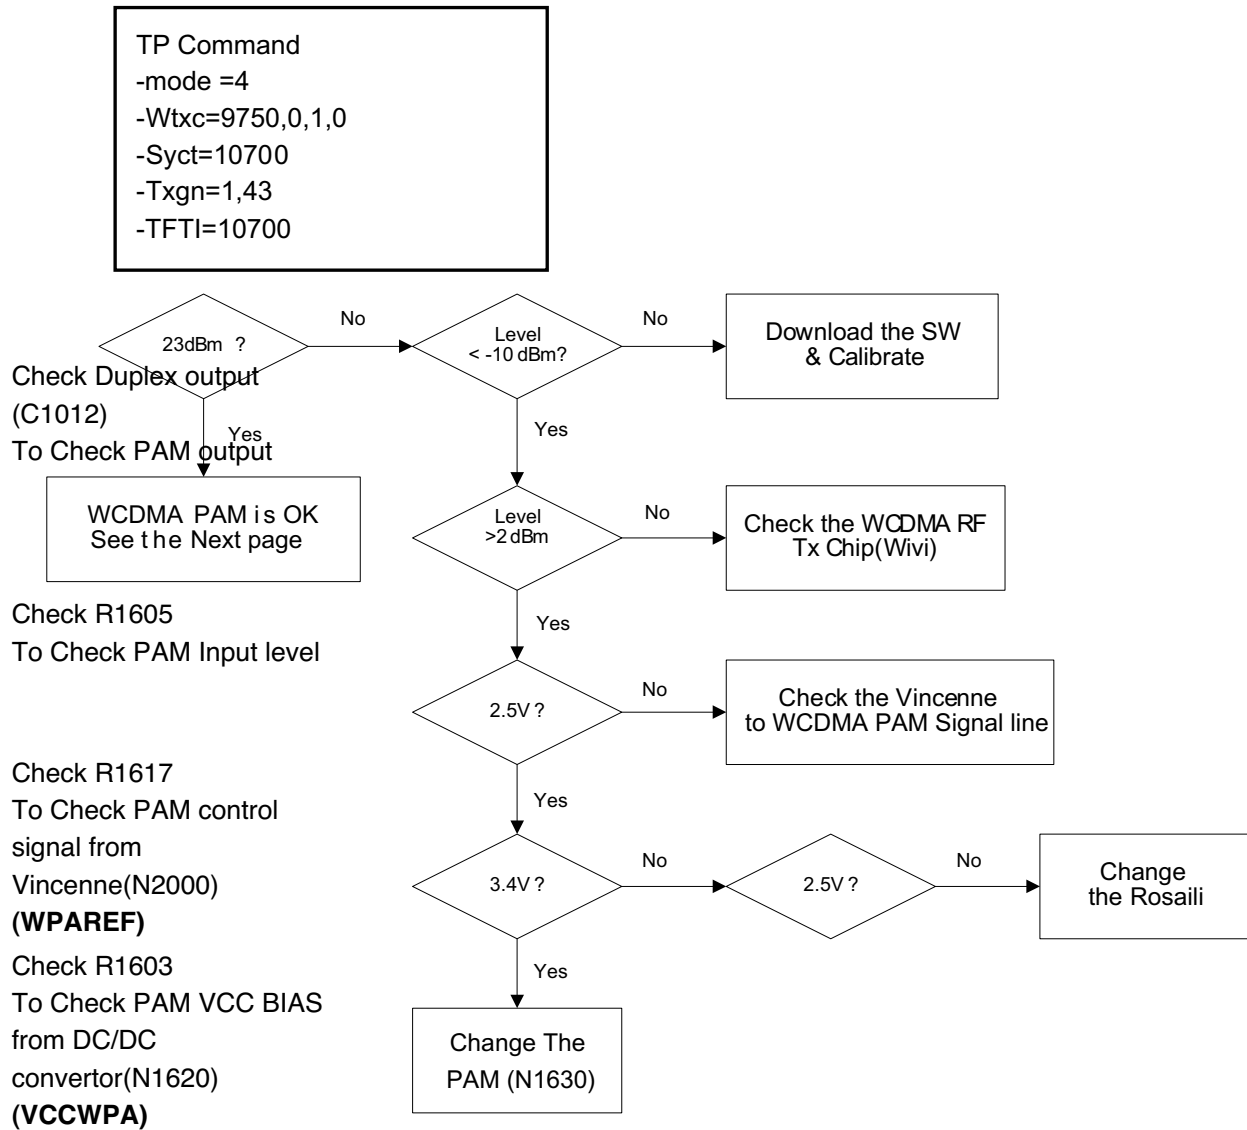 TP Command
-mode =4
-Wtxc=9750,0,1,0
-Syct=10700
-Txgn=1,43
-TFTI=10700
23dBm ?
No
Level
< -10 dBm?
No
Download the SW
& Calibrate
Check Duplex output
(C1012)
To Check PAM output
Yes
Yes
WCDMA PAM is OK
See the Next page
Level
>2 dBm
No
Check the WCDMA RF
Tx Chip(Wivi)
Check R1605
To Check PAM Input level
Yes
2.5V ?
No
Check the Vincenne
to WCDMA PAM Signal line
Check R1617
To Check PAM control
signal from
Vincenne(N2000)
(WPAREF)
Yes
3.4V ?
No
2.5V ?
No
Change
the Rosaili
Check R1603
To Check PAM VCC BIAS
from DC/DC
convertor(N1620)
(VCCWPA)
Yes
Change The
PAM (N1630)